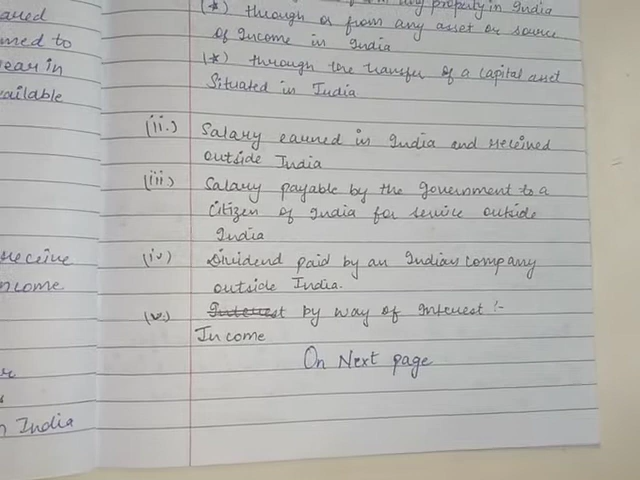 ned to
ear in
ailable
receive
ncome
n India
property in India
(*) through or from any asset or source
of Income in India
(*) through the transfer of a capital asset
Situated in India
(ii.) Salary earned in India and received
outside India
(iii) Salary payable by the Government to a
Citizen of India for service outside
India
(iv) Dividend paid by an Indian company
outside India.
(v.) Interest by way of Interest :-
Income
On Next page